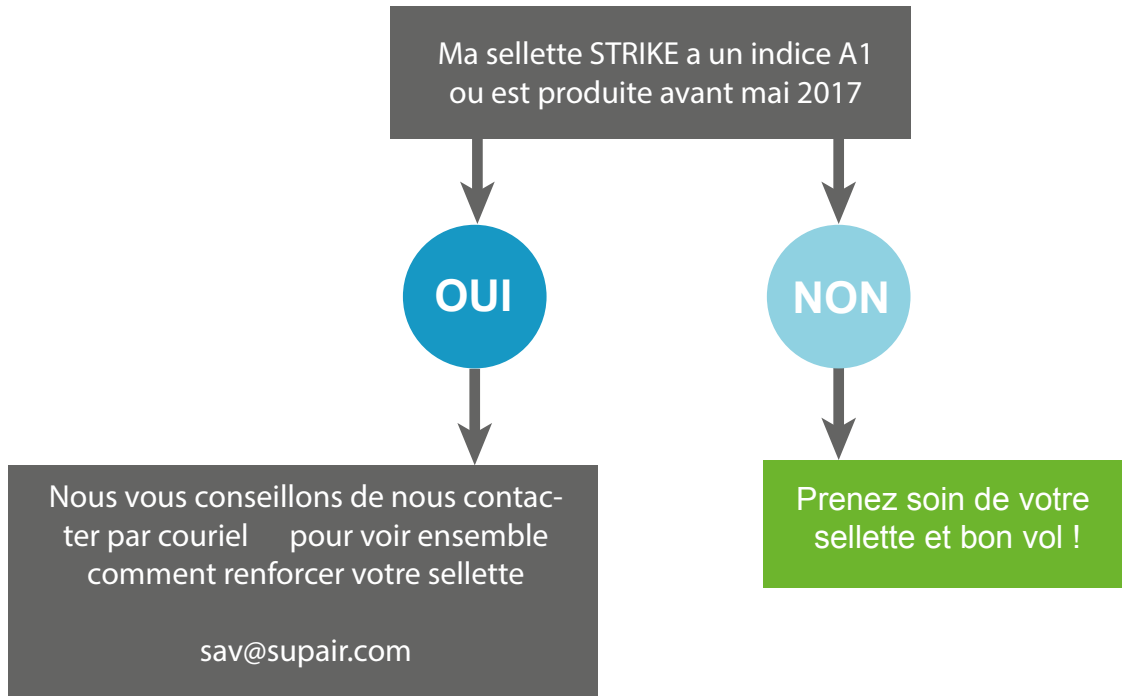 Ma sellette STRIKE a un indice A1
ou est produite avant mai 2017
OUI
NON
Nous vous conseillons de nous contac-
ter par couriel pour voir ensemble
comment renforcer votre sellette
sav@supair.com
Prenez soin de votre
sellette et bon vol !